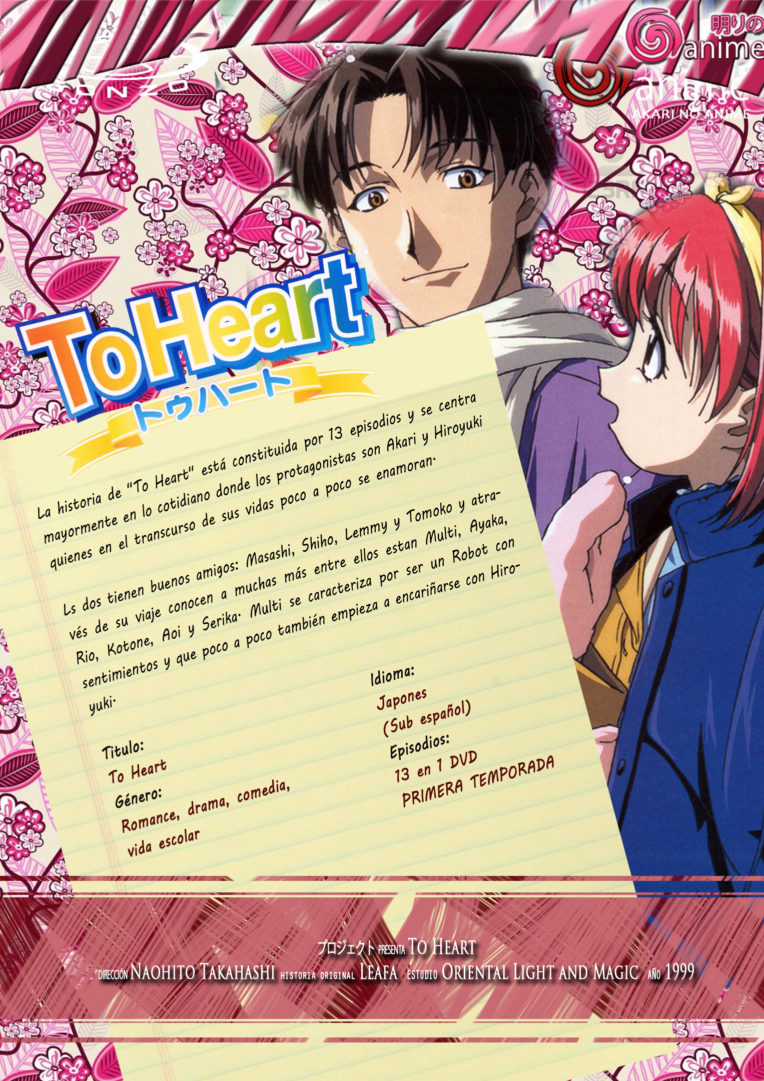 明りの
anime
anime
AKARI NO ANIME
To Heart
トゥハート
La historia de "To Heart" está constituida por 13 episodios y se centra
mayormente en lo cotidiano donde los protagonistas son Akari y Hiroyuki
quienes en el transcurso de sus vidas poco a poco se enamoran.
Ls dos tienen buenos amigos: Masashi, Shiho, Lemmy y Tomoko y atra-
vés de su viaje conocen a muchas más entre ellos estan Multi, Ayaka,
Rio, Kotone, Aoi y Serika. Multi se caracteriza por ser un Robot con
sentimientos y que poco a poco también empieza a encariñarse con Hiro-
yuki.
Titulo:
To Heart
Género:
Romance, drama, comedia,
vida escolar
Idioma:
Japones
(Sub español)
Episodios:
13 en 1 DVD
PRIMERA TEMPORADA
プロジェクト PRESENTA TO HEART
DIRECCIÓN NAOHITO TAKAHASHI HISTORIA ORIGINAL LEAFA ESTUDIO ORIENTAL LIGHT AND MAGIC AÑO 1999